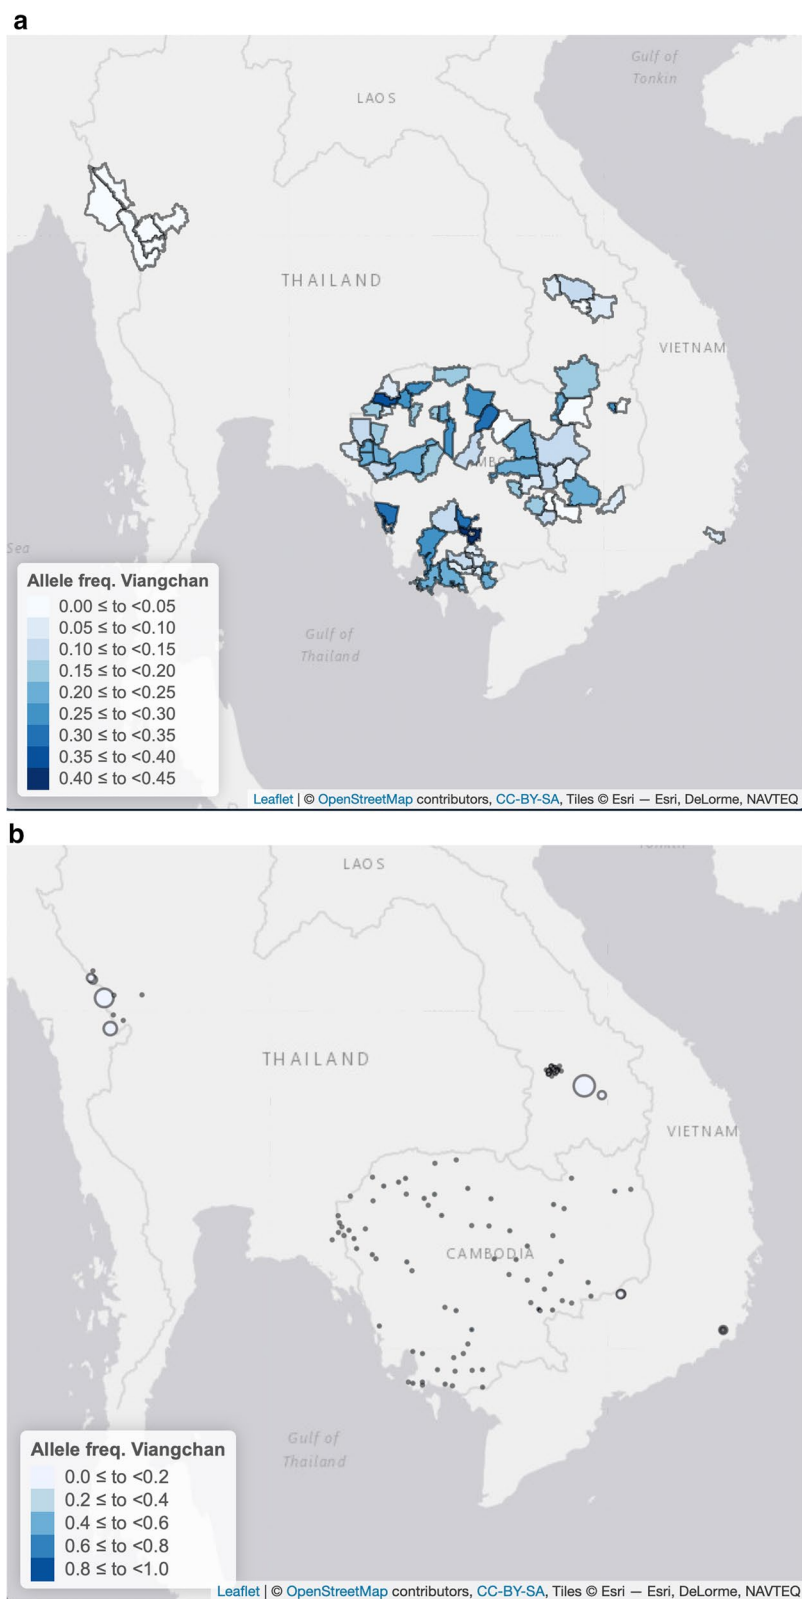 a
Gulf of
Tonkin
LAOS
THAILAND
VIETNAM
Sea
Allele freq. Viangchan
0.00 ≤ to <0.05
0.05 ≤ to <0.10
0.10 ≤ to <0.15
0.15 ≤ to <0.20
0.20 ≤ to <0.25
0.25 ≤ to <0.30
0.30 ≤ to <0.35
0.35 ≤ to <0.40
0.40 ≤ to <0.45
Gulf of
Thailand
Leaflet | © OpenStreetMap contributors, CC-BY-SA, Tiles © Esri — Esri, DeLorme, NAVTEQ
b
LAOS
THAILAND
VIETNAM
CAMBODIA
Gulf of
Thailand
Allele freq. Viangchan
0.0 ≤ to <0.2
0.2 ≤ to <0.4
0.4 ≤ to <0.6
0.6 ≤ to <0.8
0.8 ≤ to <1.0
Leaflet | © OpenStreetMap contributors, CC-BY-SA, Tiles © Esri — Esri, DeLorme, NAVTEQ